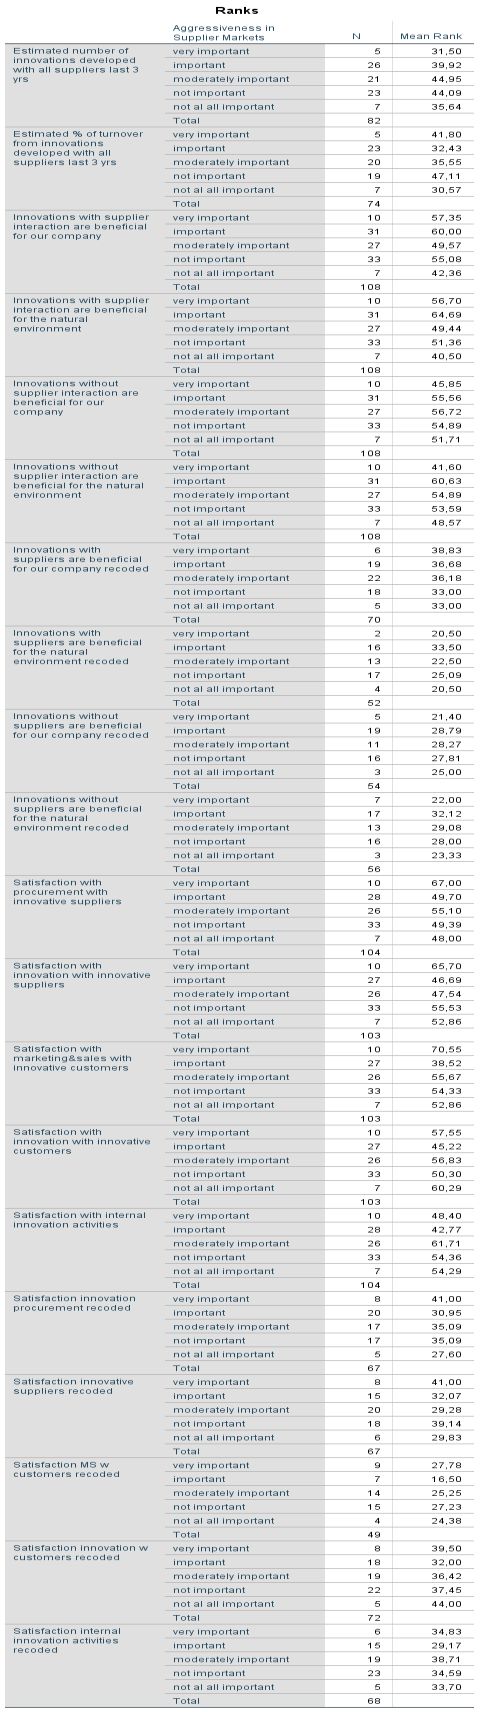 Ranks
Aggressiveness in
Supplier Markets N Mean Rank
Estimated number of
innovations developed
with all suppliers last 3
yrs
very important 5 31,50
important 26 39,92
moderately important 21 44,95
not important 23 44,09
not al all important 7 35,64
Total 82
Estimated % of turnover
from innovations
developed with all
suppliers last 3 yrs
very important 5 41,80
important 23 32,43
moderately important 20 35,55
not important 19 47,11
not al all important 7 30,57
Total 74
Innovations with supplier
interaction are beneficial
for our company
very important 10 57,35
important 31 60,00
moderately important 27 49,57
not important 33 55,08
not al all important 7 42,36
Total 108
Innovations with supplier
interaction are beneficial
for the natural
environment
very important 10 56,70
important 31 64,69
moderately important 27 49,44
not important 33 51,36
not al all important 7 40,50
Total 108
Innovations without
supplier interaction are
beneficial for our
company
very important 10 45,85
important 31 55,56
moderately important 27 56,72
not important 33 54,89
not al all important 7 51,71
Total 108
Innovations without
supplier interaction are
beneficial for the natural
environment
very important 10 41,60
important 31 60,63
moderately important 27 54,89
not important 33 53,59
not al all important 7 48,57
Total 108
Innovations with
suppliers are beneficial
for our company recoded
very important 6 38,83
important 19 36,68
moderately important 22 36,18
not important 18 33,00
not al all important 5 33,00
Total 70
Innovations with
suppliers are beneficial
for the natural
environment recoded
very important 2 20,50
important 16 33,50
moderately important 13 22,50
not important 17 25,09
not al all important 4 20,50
Total 52
Innovations without
suppliers are beneficial
for our company recoded
very important 5 21,40
important 19 28,79
moderately important 11 28,27
not important 16 27,81
not al all important 3 25,00
Total 54
Innovations without
suppliers are beneficial
for the natural
environment recoded
very important 7 22,00
important 17 32,12
moderately important 13 29,08
not important 16 28,00
not al all important 3 23,33
Total 56
Satisfaction with
procurement with
innovative suppliers
very important 10 67,00
important 28 49,70
moderately important 26 55,10
not important 33 49,39
not al all important 7 48,00
Total 104
Satisfaction with
innovation with innovative
suppliers
very important 10 65,70
important 27 46,69
moderately important 26 47,54
not important 33 55,53
not al all important 7 52,86
Total 103
Satisfaction with
marketing&sales with
innovative customers
very important 10 70,55
important 27 38,52
moderately important 26 55,67
not important 33 54,33
not al all important 7 52,86
Total 103
Satisfaction with
innovation with innovative
customers
very important 10 57,55
important 27 45,22
moderately important 26 56,83
not important 33 50,30
not al all important 7 60,29
Total 103
Satisfaction with internal
innovation activities
very important 10 48,40
important 28 42,77
moderately important 26 61,71
not important 33 54,36
not al all important 7 54,29
Total 104
Satisfaction innovation
procurement recoded
very important 8 41,00
important 20 30,95
moderately important 17 35,09
not important 17 35,09
not al all important 5 27,60
Total 67
Satisfaction innovative
suppliers recoded
very important 8 41,00
important 15 32,07
moderately important 20 29,28
not important 18 39,14
not al all important 6 29,83
Total 67
Satisfaction MS w
customers recoded
very important 9 27,78
important 7 16,50
moderately important 14 25,25
not important 15 27,23
not al all important 4 24,38
Total 49
Satisfaction innovation w
customers recoded
very important 8 39,50
important 18 32,00
moderately important 19 36,42
not important 22 37,45
not al all important 5 44,00
Total 72
Satisfaction internal
innovation activities
recoded
very important 6 34,83
important 15 29,17
moderately important 19 38,71
not important 23 34,59
not al all important 5 33,70
Total 68